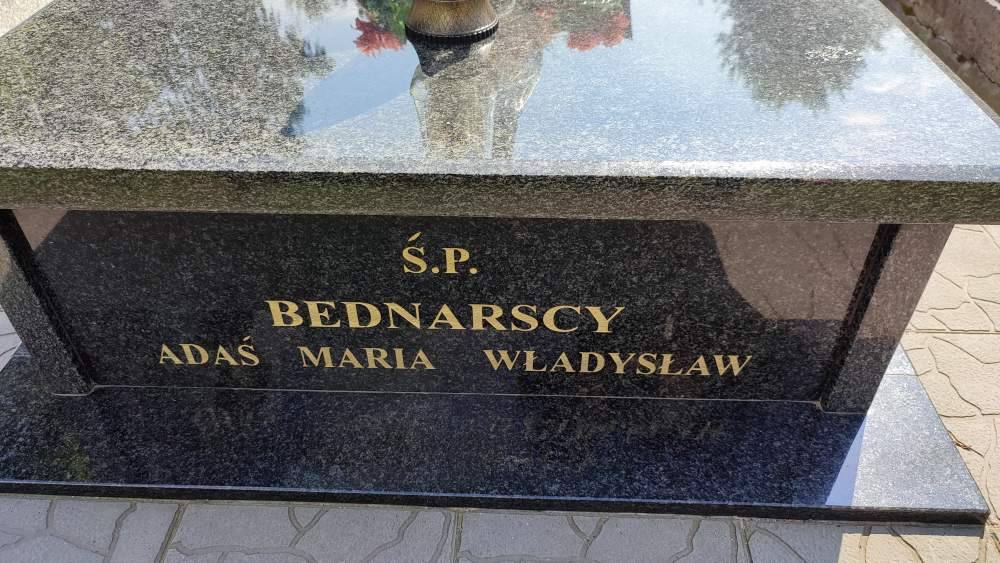 Ś.P.
BEDNARSCY
ADAŚ MARIA WŁADYSŁAW